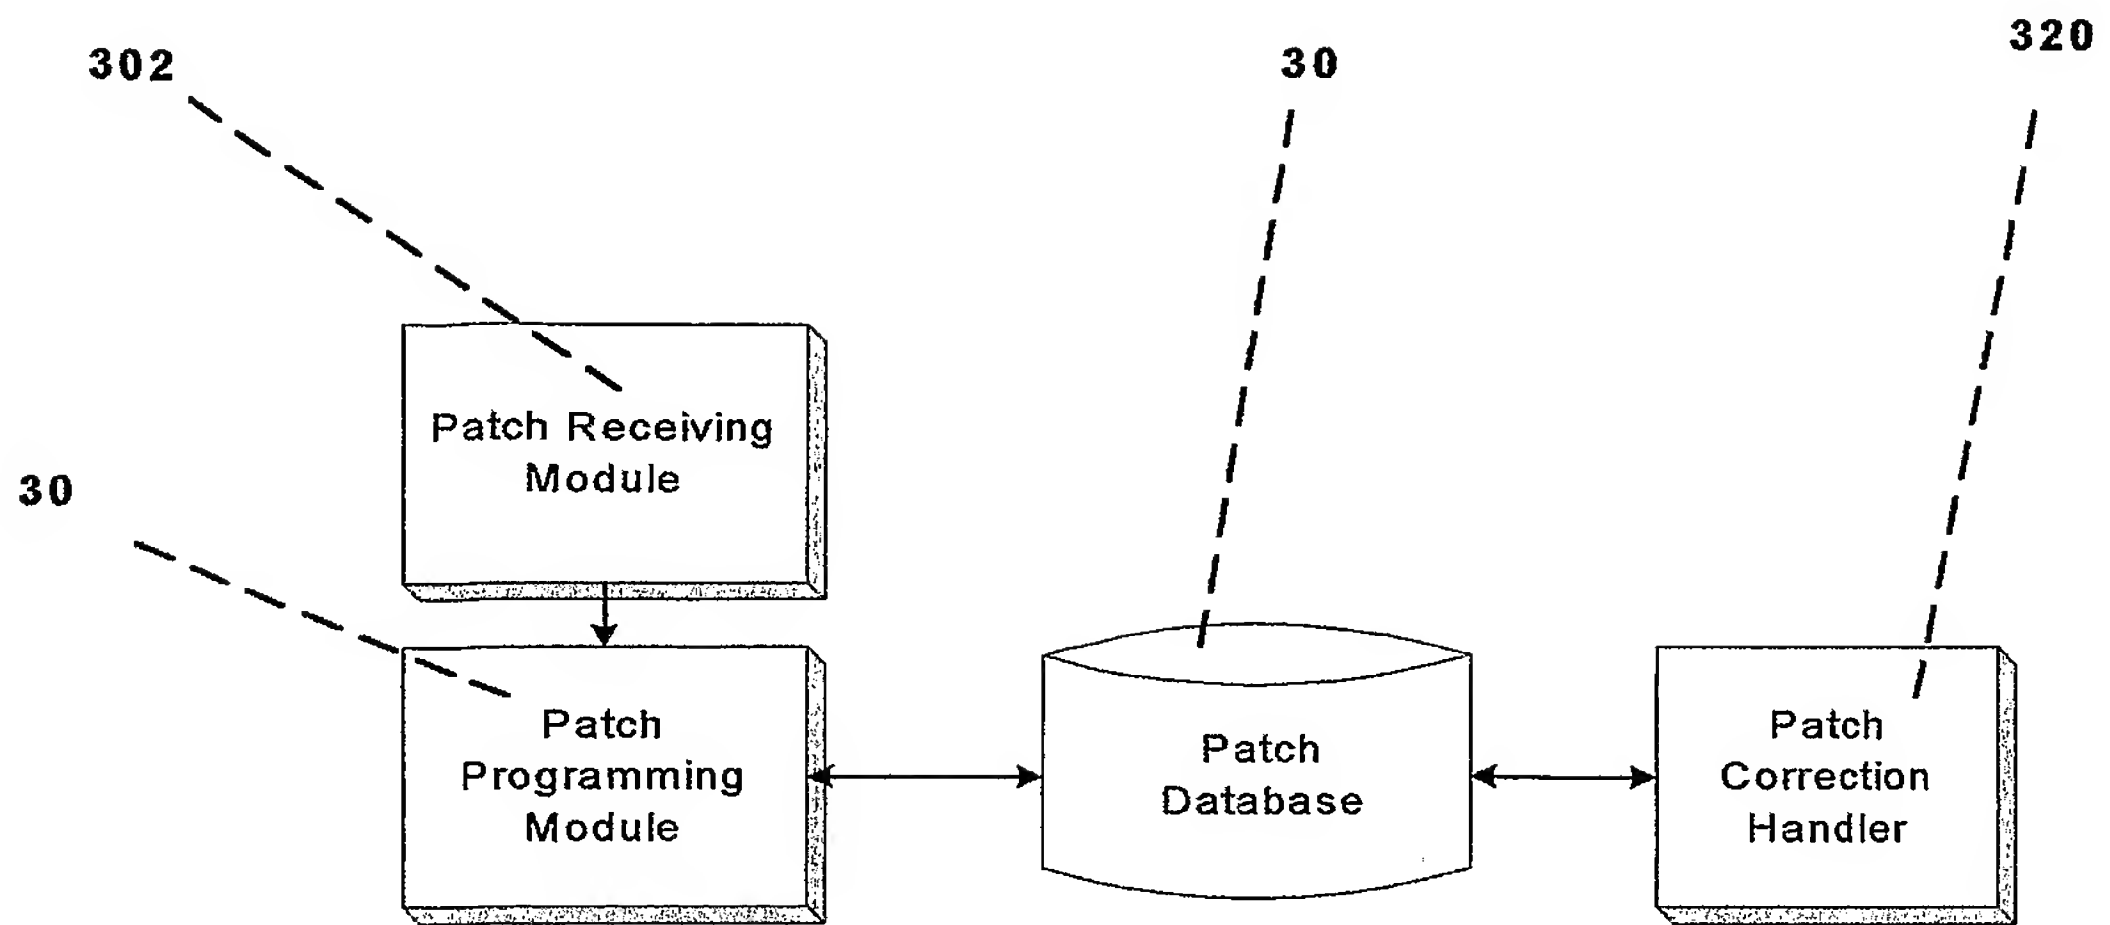 302
30
320
Patch Receiving
Module
30
Patch
Programming
Module
Patch
Database
Patch
Correction
Handler